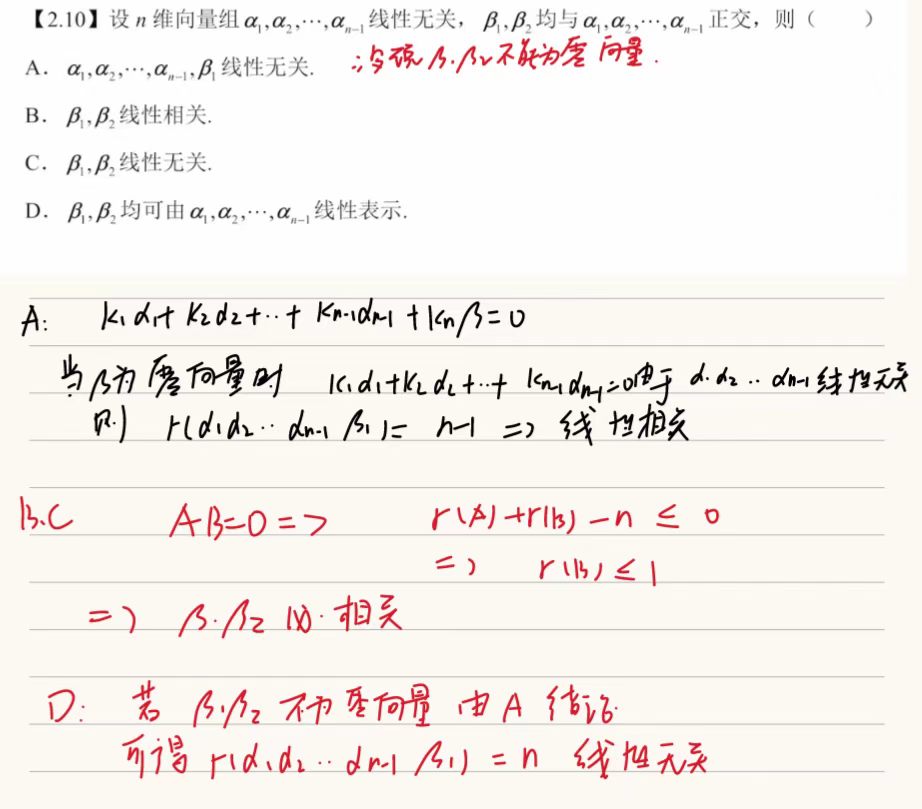 【2.10】设 n 维向量组 α₁,α₂,⋯,αₙ₋₁ 线性无关， β₁,β₂ 均与 α₁,α₂,⋯,αₙ₋₁ 正交，则（ ）
A. α₁,α₂,⋯,αₙ₋₁,β₁ 线性无关. β₁.β₂不能为零向量.
B. β₁,β₂ 线性相关.
C. β₁,β₂ 线性无关.
D. β₁,β₂ 均可由 α₁,α₂,⋯,αₙ₋₁ 线性表示.
A: k₁α₁+k₂α₂+⋯+kₙ₋₁αₙ₋₁+kₙβ=0
当β为零向量时 k₁α₁+k₂α₂+⋯+kₙ₋₁αₙ₋₁=0由于 α₁α₂⋯αₙ₋₁线性无关
则 r(α₁α₂⋯αₙ₋₁ β₁)= n-1 => 线性相关
B.C AB=0 => r(A)+r(B)-n ≤ 0
=> r(B) ≤ 1
=> β₁.β₂ 相关
D: 若 β₁β₂ 不为零向量 由A结论
可得 r(α₁α₂⋯αₙ₋₁ β₁)=n 线性无关